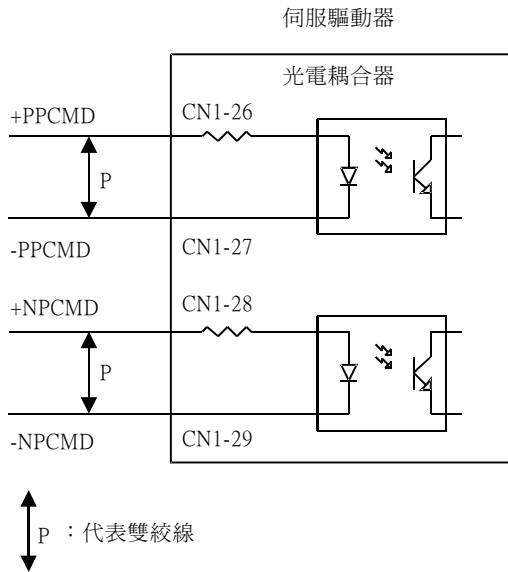 伺服驅動器
光電耦合器
+PPCMD
CN1-26
P
-PPCMD
CN1-27
+NPCMD
CN1-28
P
-NPCMD
CN1-29
P ：代表雙絞線